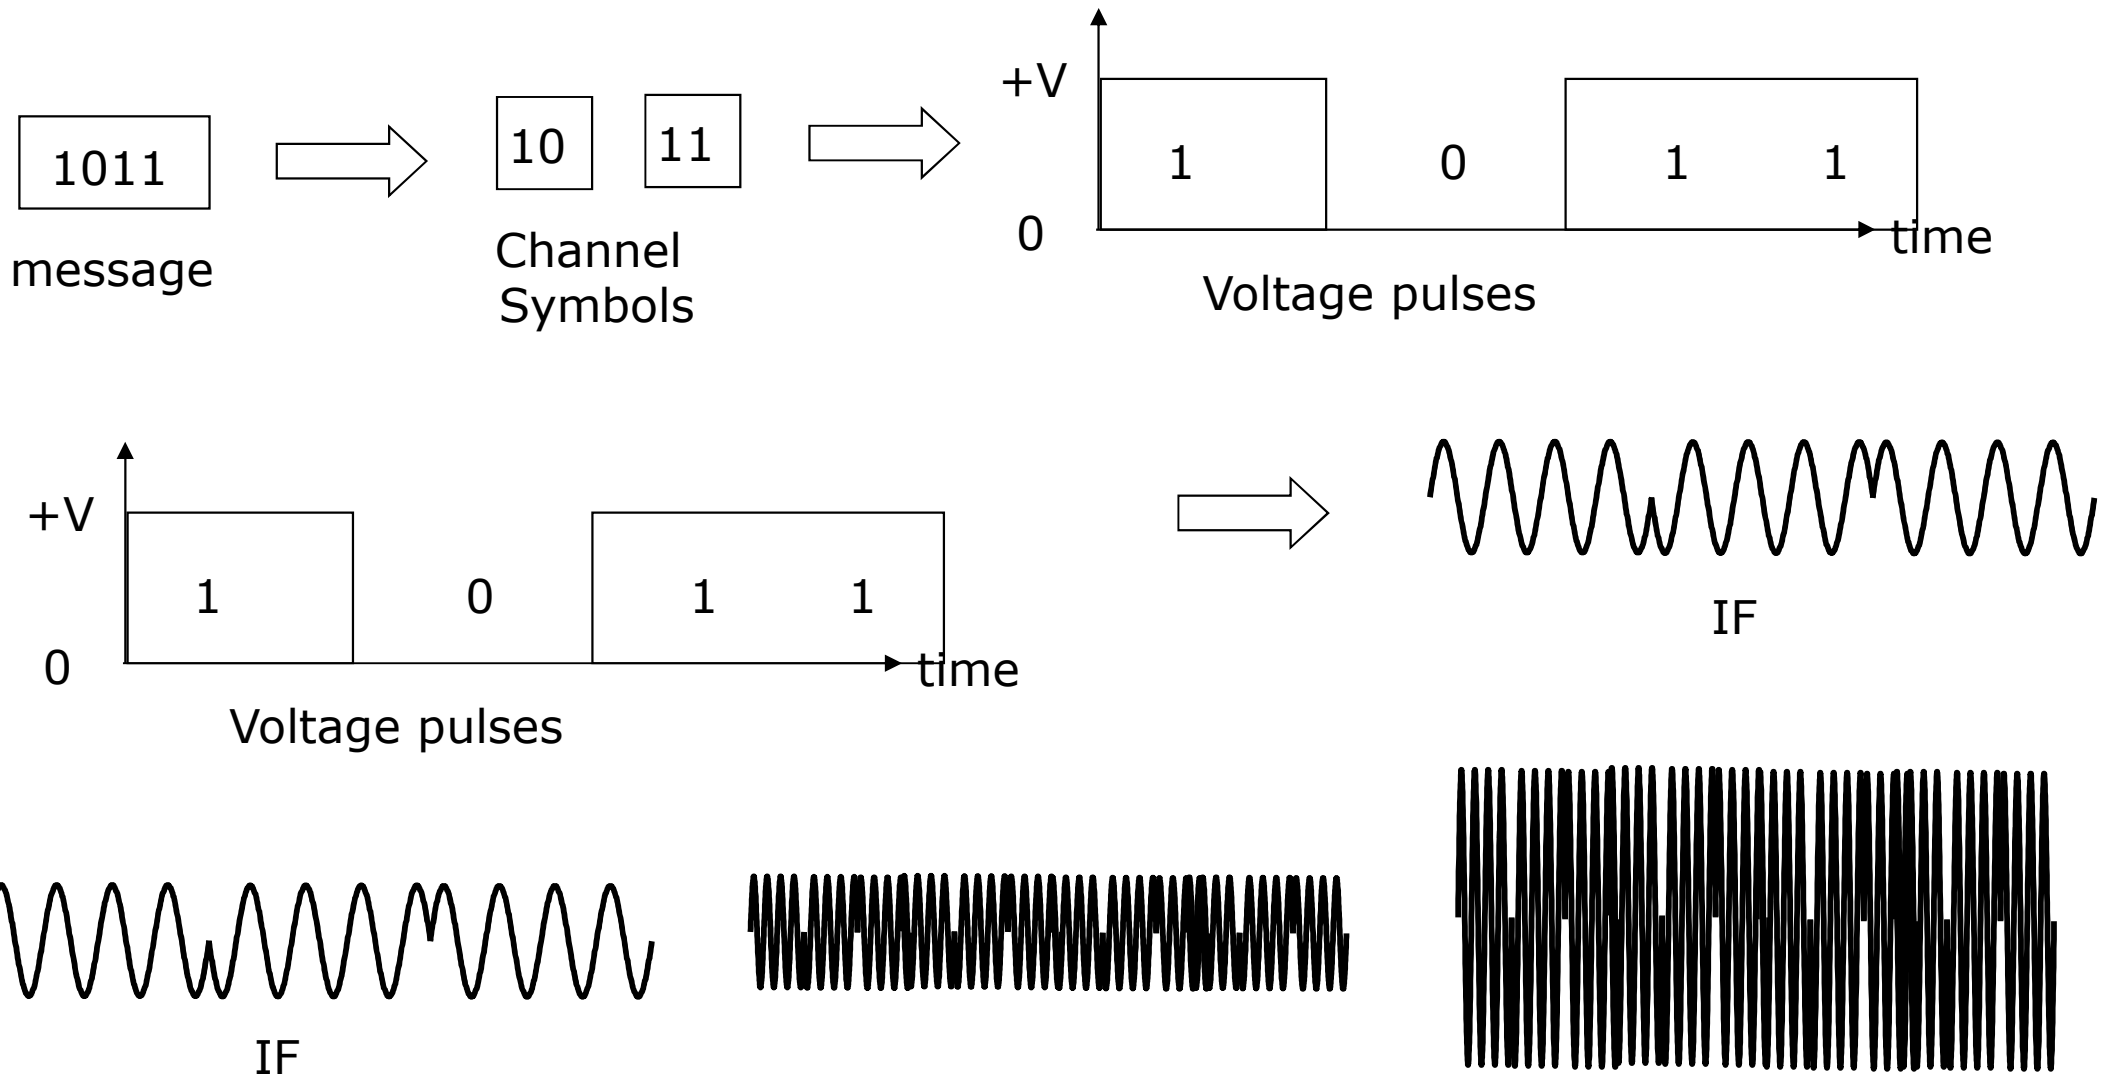 1011
message
10
11
Channel
Symbols
+V
1 0 1 1
0
time
Voltage pulses
+V
1 0 1 1
0
time
Voltage pulses
IF
IF